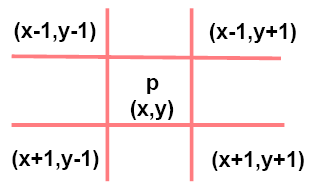 (x-1,y-1)
(x-1,y+1)
p
(x,y)
(x+1,y-1)
(x+1,y+1)